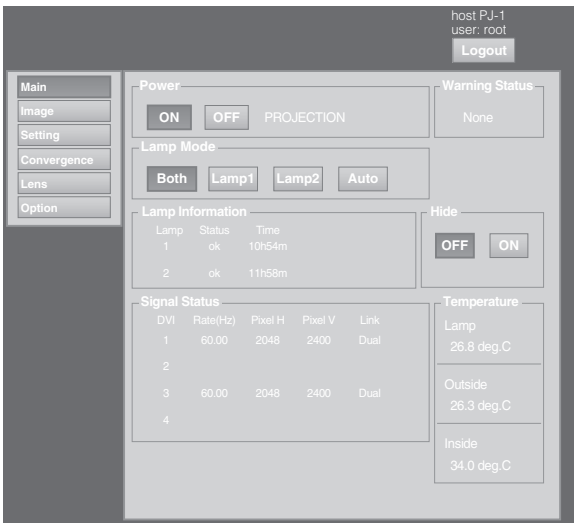 host PJ-1
user: root
Logout
Main
Image
Setting
Convergence
Lens
Option
Power
ON OFF PROJECTION
Warning Status
None
Lamp Mode
Both Lamp1 Lamp2 Auto
Lamp Information
Lamp Status Time
1 ok 10h54m
2 ok 11h58m
Hide
OFF ON
Signal Status
DVI Rate(Hz) Pixel H Pixel V Link
1 60.00 2048 2400 Dual
2
3 60.00 2048 2400 Dual
4
Temperature
Lamp
26.8 deg.C
Outside
26.3 deg.C
Inside
34.0 deg.C